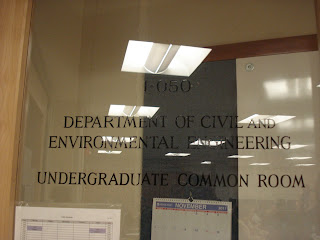 1-050
DEPARTMENT OF CIVIL AND
ENVIRONMENTAL ENGINEERING
UNDERGRADUATE COMMON ROOM
NOVEMBER